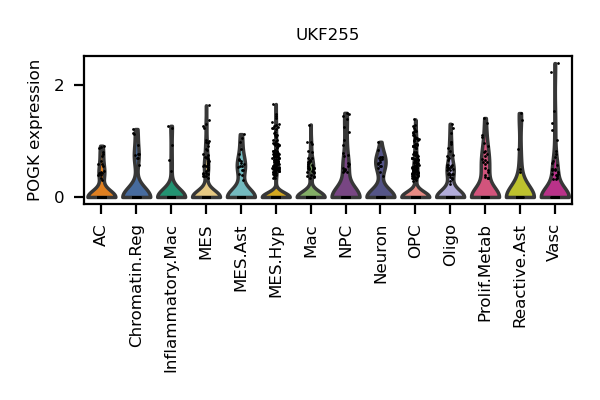 UKF255
POGK expression
2
0
AC
Chromatin.Reg
Inflammatory.Mac
MES
MES.Ast
MES.Hyp
Mac
NPC
Neuron
OPC
Oligo
Prolif.Metab
Reactive.Ast
Vasc